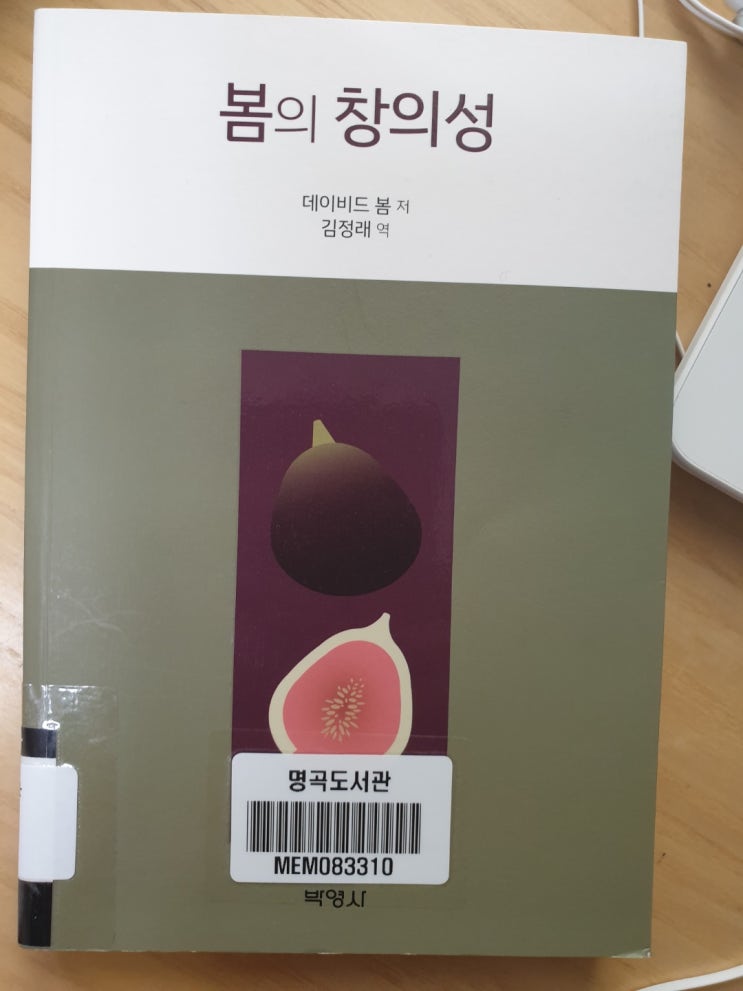 봄의 창의성
데이비드 봄 저
김정래 역
명곡도서관
MEM083310
박영사